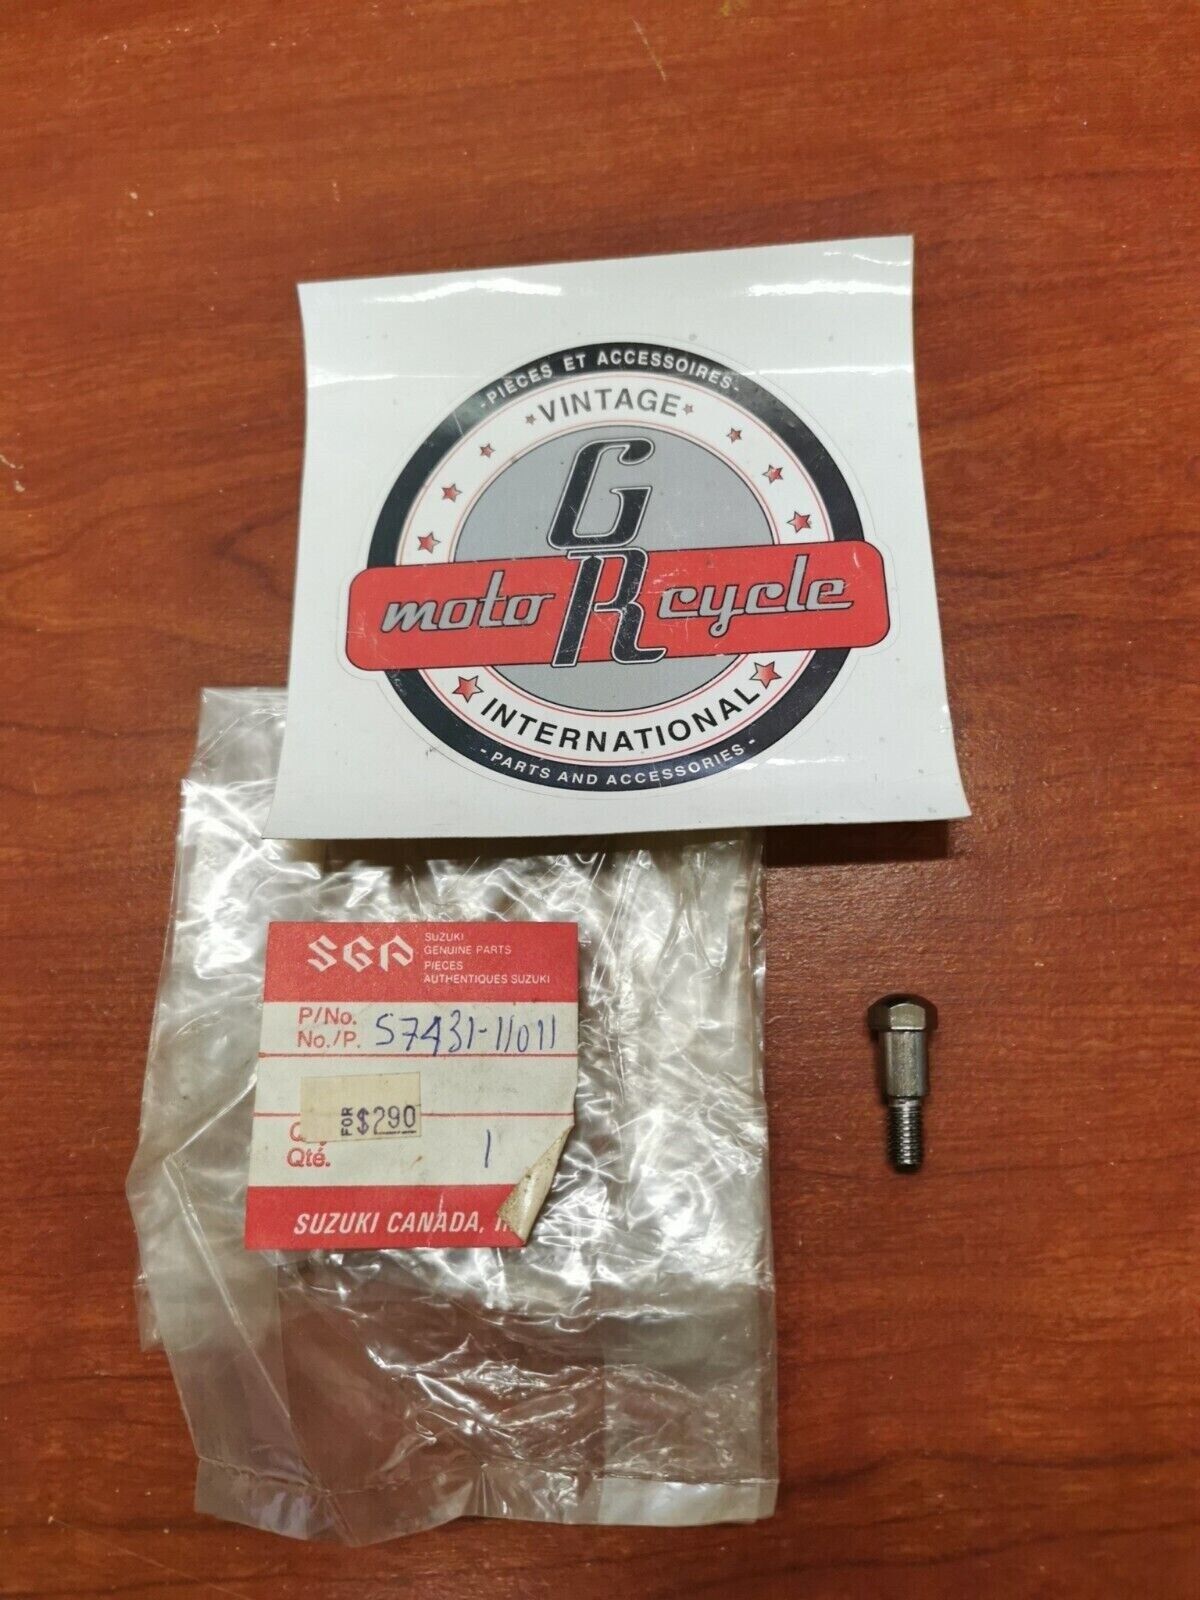 - PIÈCES ET ACCESSOIRES -
VINTAGE
GR
moto cycle
INTERNATIONAL
- PARTS AND ACCESSORIES -
SGP
SUZUKI
GENUINE PARTS
PIECES
AUTHENTIQUES SUZUKI
P/No.
No./P. 57431-11011
FOR $290
Qté. 1
SUZUKI CANADA,